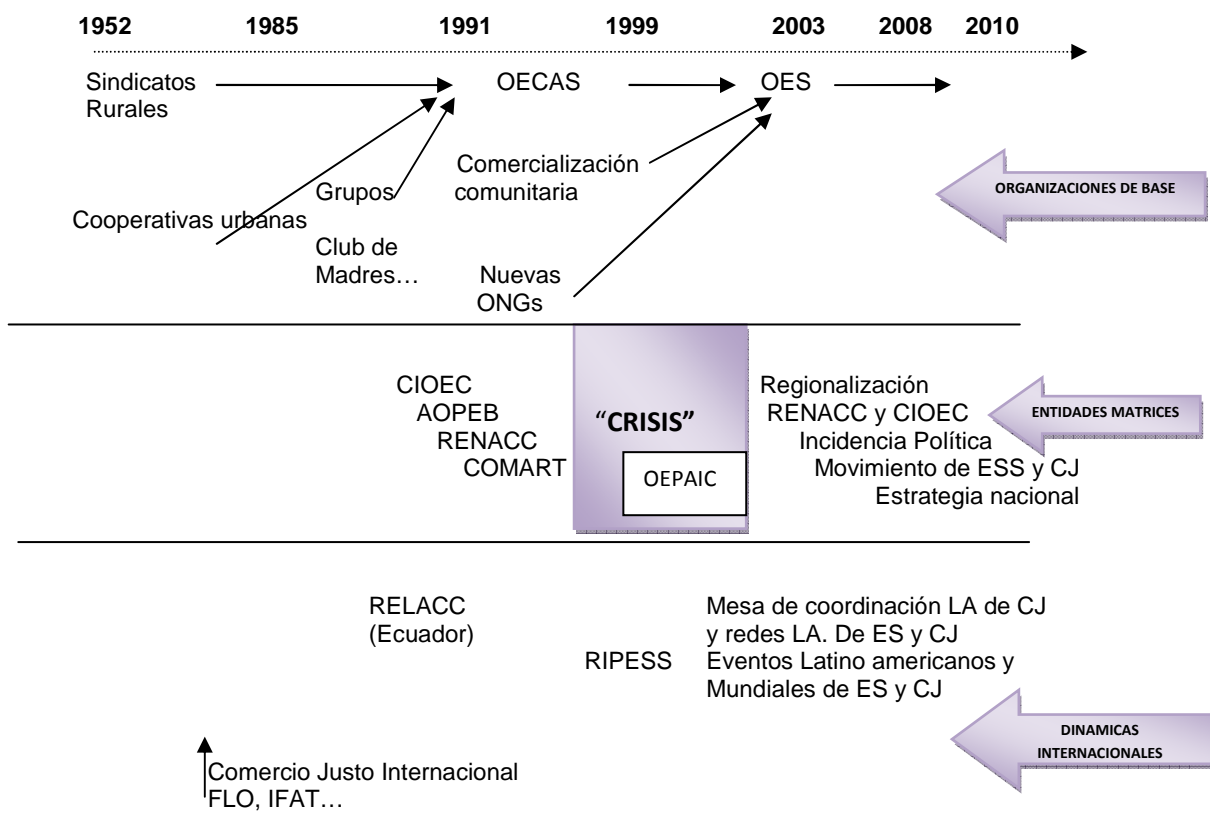 1952 1985 1991 1999 2003 2008 2010
Sindicatos
Rurales
OECAS
OES
Comercialización
comunitaria
Grupos
Cooperativas urbanas
Club de
Madres…
Nuevas
ONGs
ORGANIZACIONES DE BASE
CIOEC
AOPEB
RENACC
COMART
“CRISIS”
OEPAIC
Regionalización
RENACC y CIOEC
Incidencia Política
Movimiento de ESS y CJ
Estrategia nacional
ENTIDADES MATRICES
RELACC
(Ecuador)
RIPESS
Mesa de coordinación LA de CJ
y redes LA. De ES y CJ
Eventos Latino americanos y
Mundiales de ES y CJ
DINAMICAS
INTERNACIONALES
Comercio Justo Internacional
FLO, IFAT…